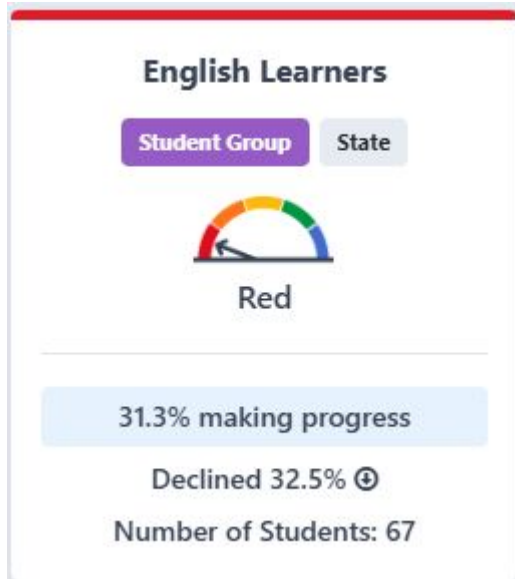 English Learners
Student Group State
Red
31.3% making progress
Declined 32.5%
Number of Students: 67